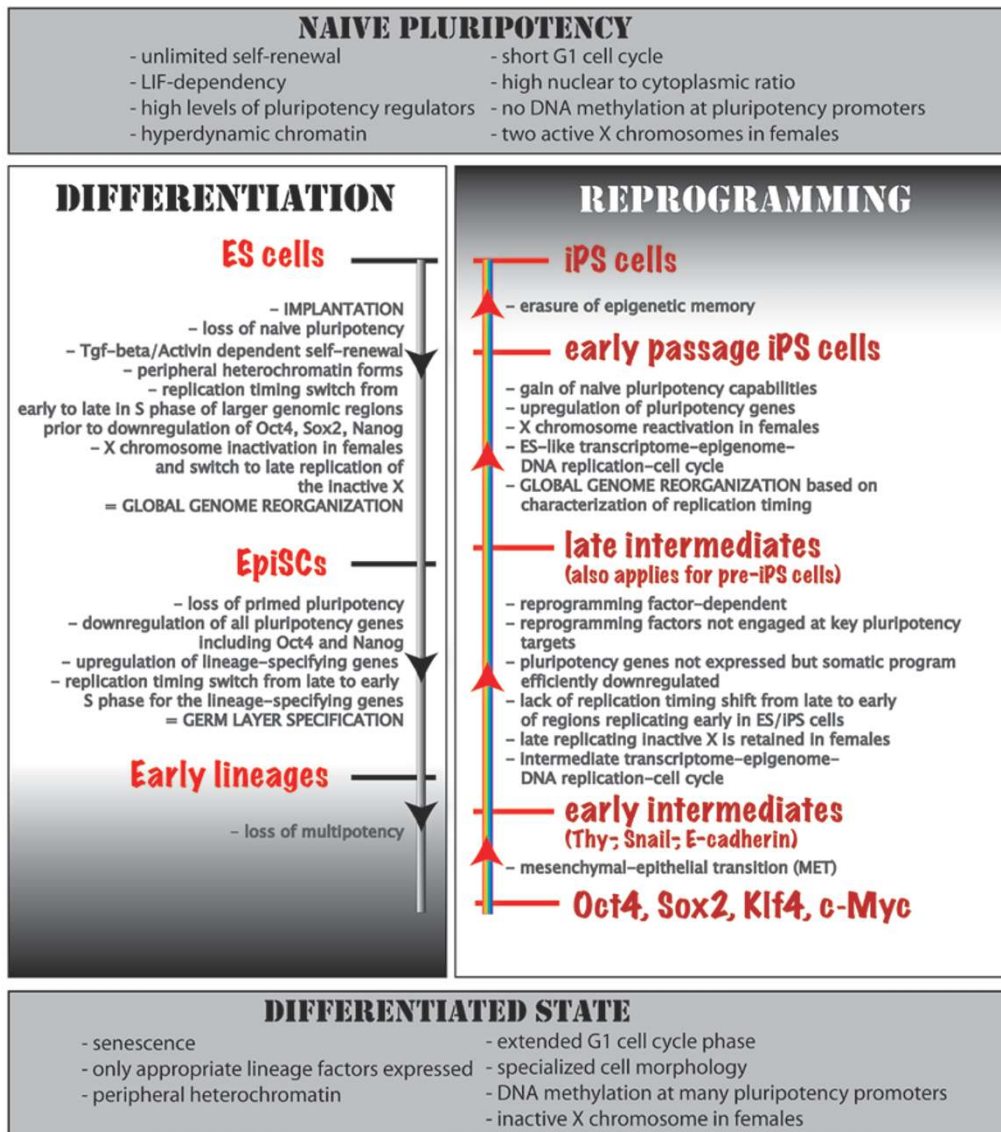 NAIVE PLURIPOTENCY
- unlimited self-renewal
- LIF-dependency
- high levels of pluripotency regulators
- hyperdynamic chromatin
- short G1 cell cycle
- high nuclear to cytoplasmic ratio
- no DNA methylation at pluripotency promoters
- two active X chromosomes in females
DIFFERENTIATION
ES cells
- IMPLANTATION
- loss of naive pluripotency
- Tgf-beta/Activin dependent self-renewal
- peripheral heterochromatin forms
- replication timing switch from
early to late in S phase of larger genomic regions
prior to downregulation of Oct4, Sox2, Nanog
- X chromosome inactivation in females
and switch to late replication of
the inactive X
= GLOBAL GENOME REORGANIZATION
EpiSCs
- loss of primed pluripotency
- downregulation of all pluripotency genes
including Oct4 and Nanog
- upregulation of lineage-specifying genes
- replication timing switch from late to early
S phase for the lineage-specifying genes
= GERM LAYER SPECIFICATION
Early lineages
- loss of multipotency
REPROGRAMMING
iPS cells
- erasure of epigenetic memory
early passage iPS cells
- gain of naive pluripotency capabilities
- upregulation of pluripotency genes
- X chromosome reactivation in females
- ES-like transcriptome-epigenome-
DNA replication-cell cycle
- GLOBAL GENOME REORGANIZATION based on
characterization of replication timing
late intermediates
(also applies for pre-iPS cells)
- reprogramming factor-dependent
- reprogramming factors not engaged at key pluripotency
targets
- pluripotency genes not expressed but somatic program
efficiently downregulated
- lack of replication timing shift from late to early
of regions replicating early in ES/iPS cells
- late replicating inactive X is retained in females
- Intermediate transcriptome-epigenome-
DNA replication-cell cycle
early intermediates
(Thy-; Snail-; E-cadherin)
- mesenchymal-epithelial transition (MET)
Oct4, Sox2, Klf4, c-Myc
DIFFERENTIATED STATE
- senescence
- only appropriate lineage factors expressed
- peripheral heterochromatin
- extended G1 cell cycle phase
- specialized cell morphology
- DNA methylation at many pluripotency promoters
- inactive X chromosome in females